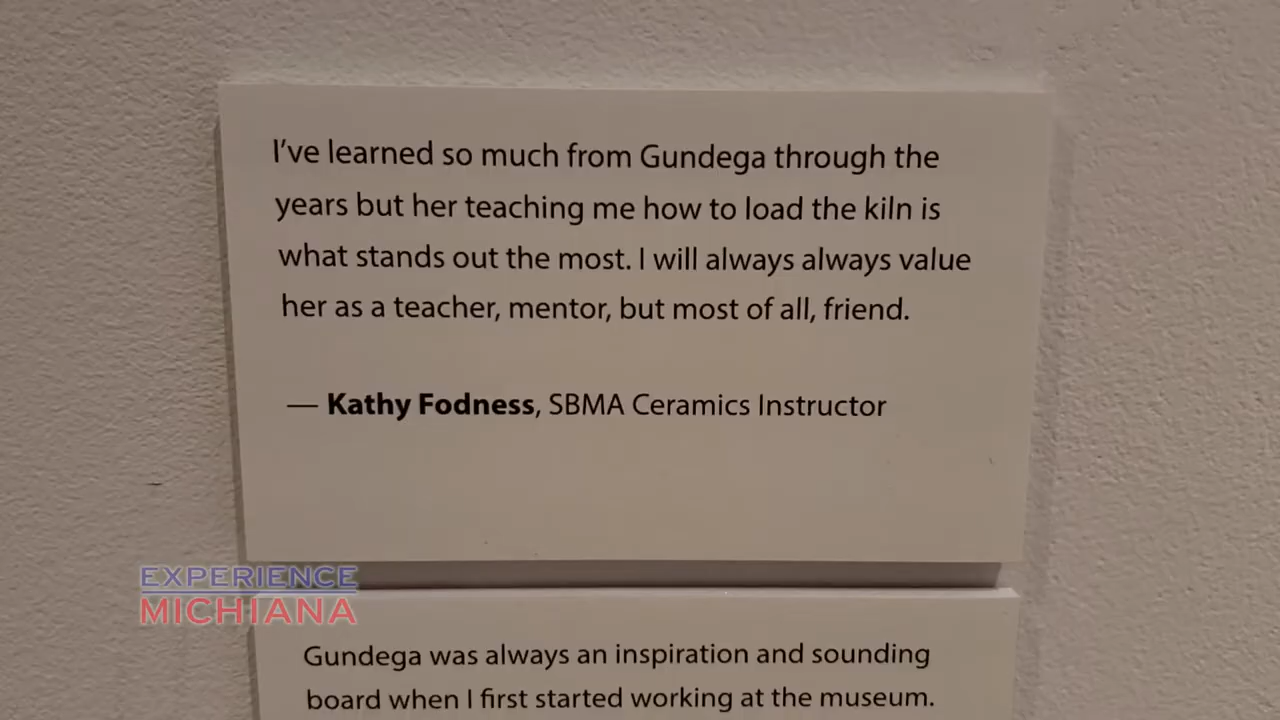 I've learned so much from Gundega through the
years but her teaching me how to load the kiln is
what stands out the most. I will always always value
her as a teacher, mentor, but most of all, friend.
— Kathy Fodness, SBMA Ceramics Instructor
EXPERIENCE
MICHIANA
Gundega was always an inspiration and sounding
board when I first started working at the museum.